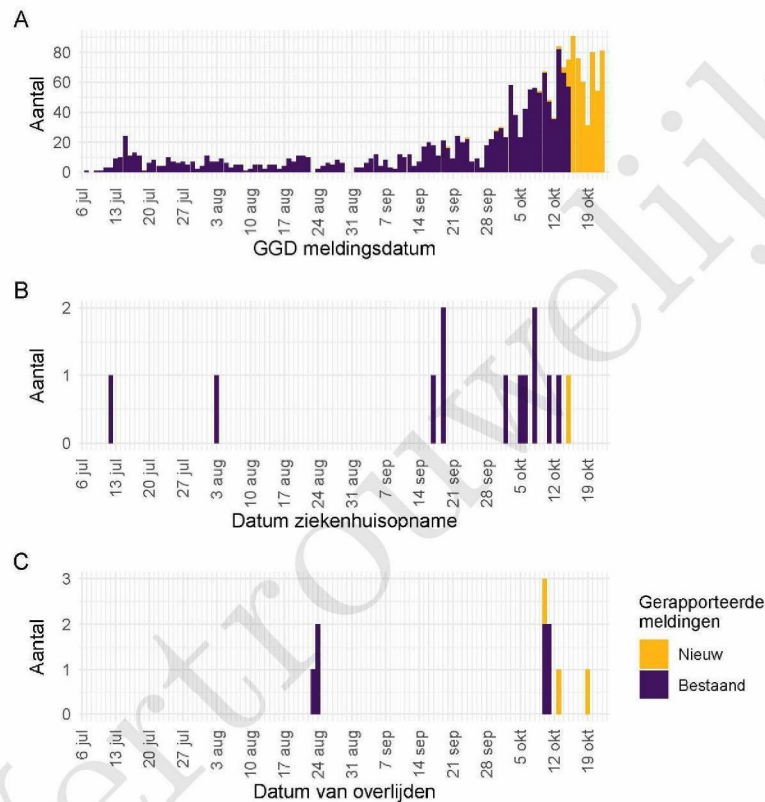 A
80
60
40
20
0
Aantal
6 jul
13 jul
20 jul
27 jul
3 aug
10 aug
17 aug
24 aug
31 aug
7 sep
14 sep
21 sep
28 sep
5 okt
12 okt
19 okt
GGD meldingsdatum
B
2
1
0
Aantal
6 jul
13 jul
20 jul
27 jul
3 aug
10 aug
17 aug
24 aug
31 aug
7 sep
14 sep
21 sep
28 sep
5 okt
12 okt
19 okt
Datum ziekenhuisopname
C
3
2
1
0
Aantal
6 jul
13 jul
20 jul
27 jul
3 aug
10 aug
17 aug
24 aug
31 aug
7 sep
14 sep
21 sep
28 sep
5 okt
12 okt
19 okt
Datum van overlijden
Gerapporteerde
meldingen
Nieuw
Bestaand